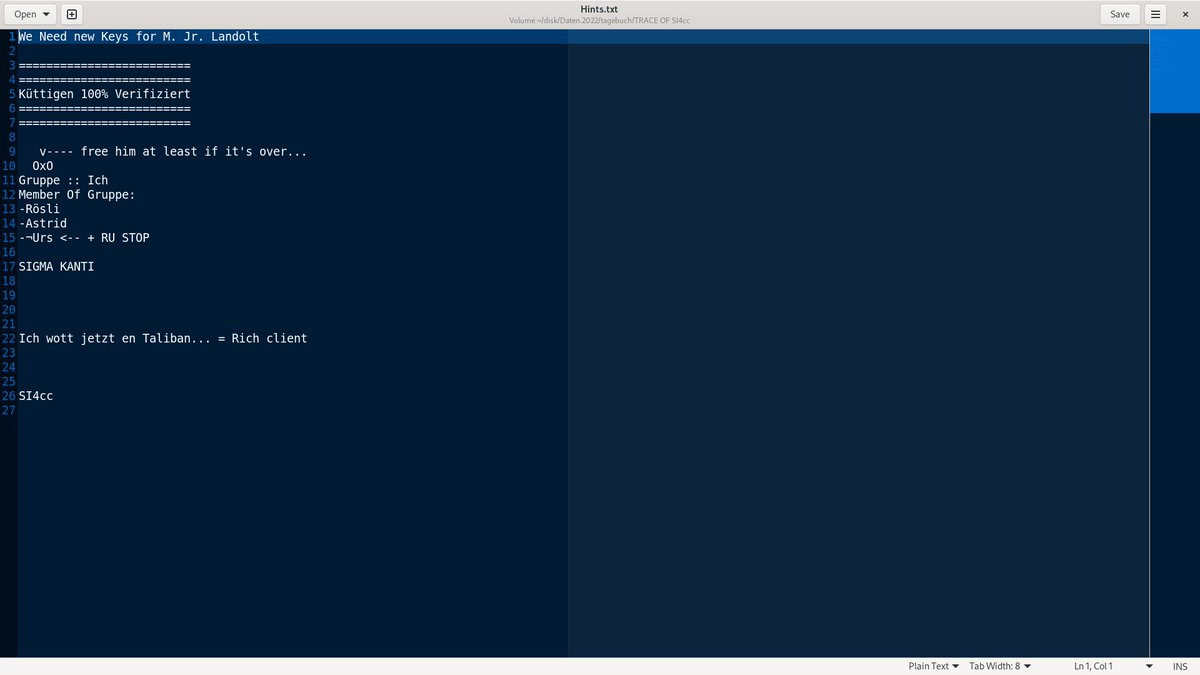 Hints.txt
Open
Volume ~/disk/Daten.2022/tagebuch/TRACE OF SI4cc
Save
1 We Need new Keys for M. Jr. Landolt
2
3 =========================
4 =========================
5 Küttigen 100% Verifiziert
6 =========================
7 =========================
8
9    v---- free him at least if it's over...
10   OxO
11 Gruppe :: Ich
12 Member Of Gruppe:
13 -Rösli
14 -Astrid
15 -¬Urs <-- + RU STOP
16
17 SIGMA KANTI
18
19
20
21
22 Ich wott jetzt en Taliban... = Rich client
23
24
25
26 SI4cc
27
Plain Text Tab Width: 8 Ln 1, Col 1 INS